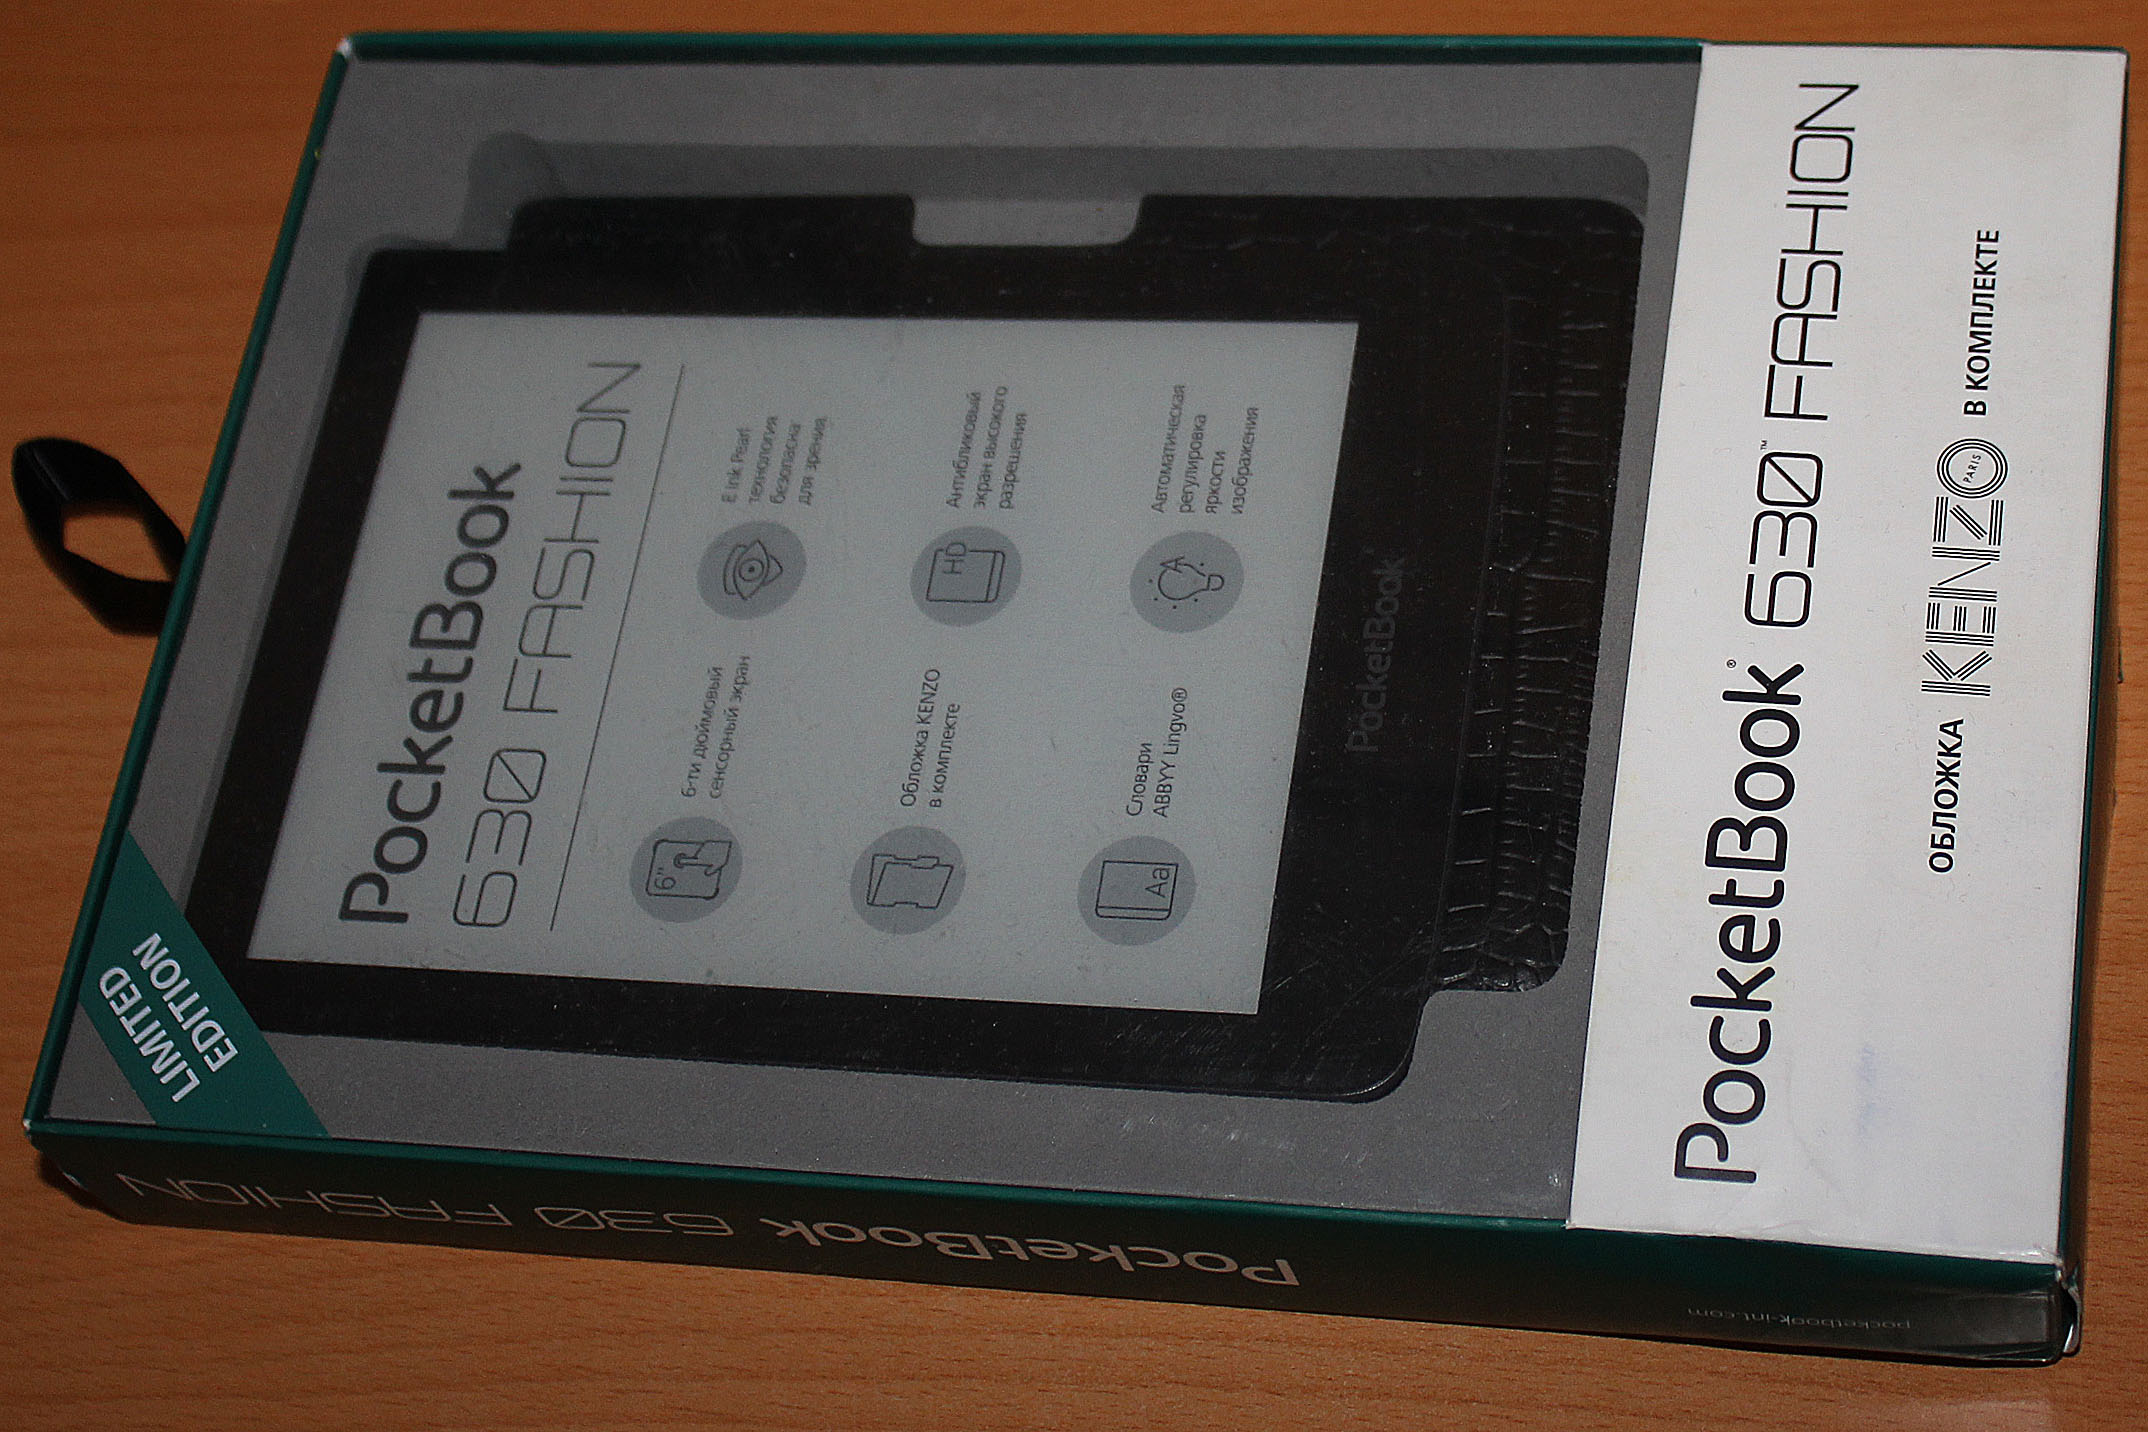 LIMITED
EDITION
PocketBook
630 FASHION
6"
6-ти дюймовый
сенсорный экран
E Ink Pearl
технология
безопасна
для зрения
Обложка KENZO
в комплекте
HD
Антибликовый
экран высокого
разрешения
Aa
Словари
ABBYY Lingvo®
A
Автоматическая
регулировка
яркости
изображения
PocketBook
PocketBook® 630™ FASHION
ОБЛОЖКА KENZO PARIS В КОМПЛЕКТЕ
PocketBook 630 FASHION
pocketbook-int.com